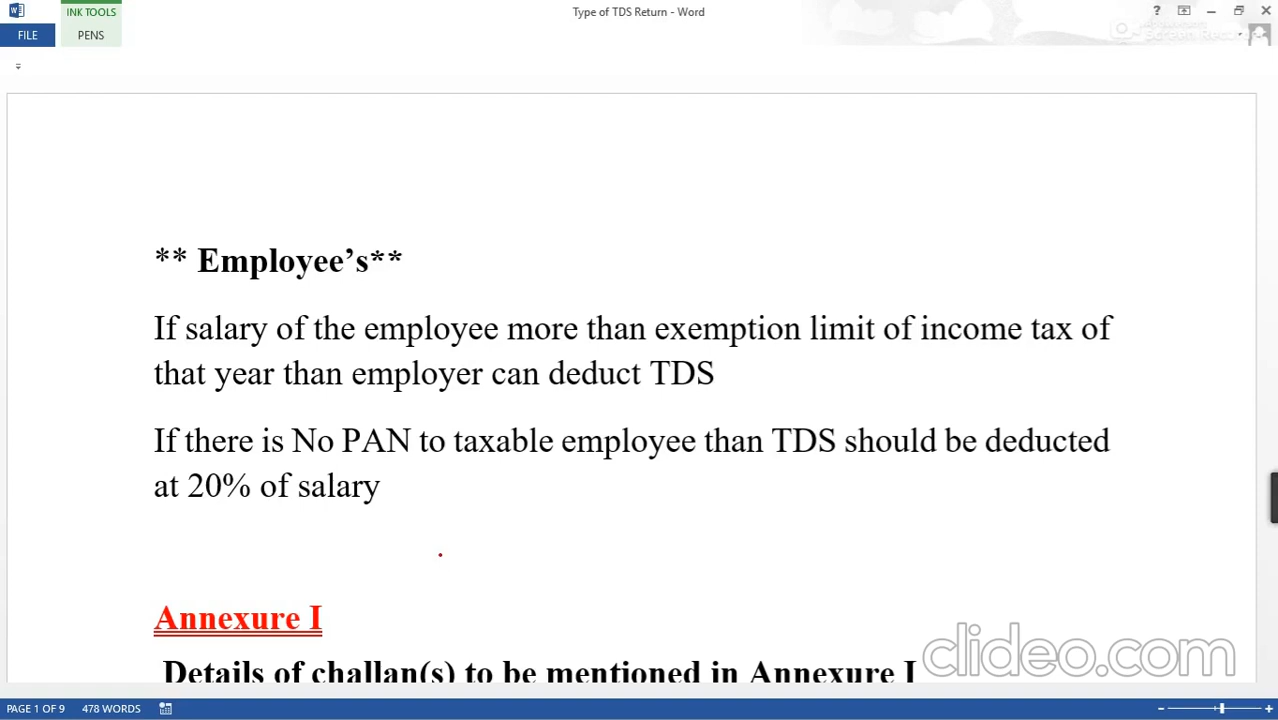 INK TOOLS
Type of TDS Return - Word
?
FILE
PENS
Screen Recorder
** Employee’s**
If salary of the employee more than exemption limit of income tax of
that year than employer can deduct TDS
If there is No PAN to taxable employee than TDS should be deducted
at 20% of salary
Annexure I
Details of challan(s) to be mentioned in Annexure I
clideo.com
PAGE 1 OF 9 478 WORDS